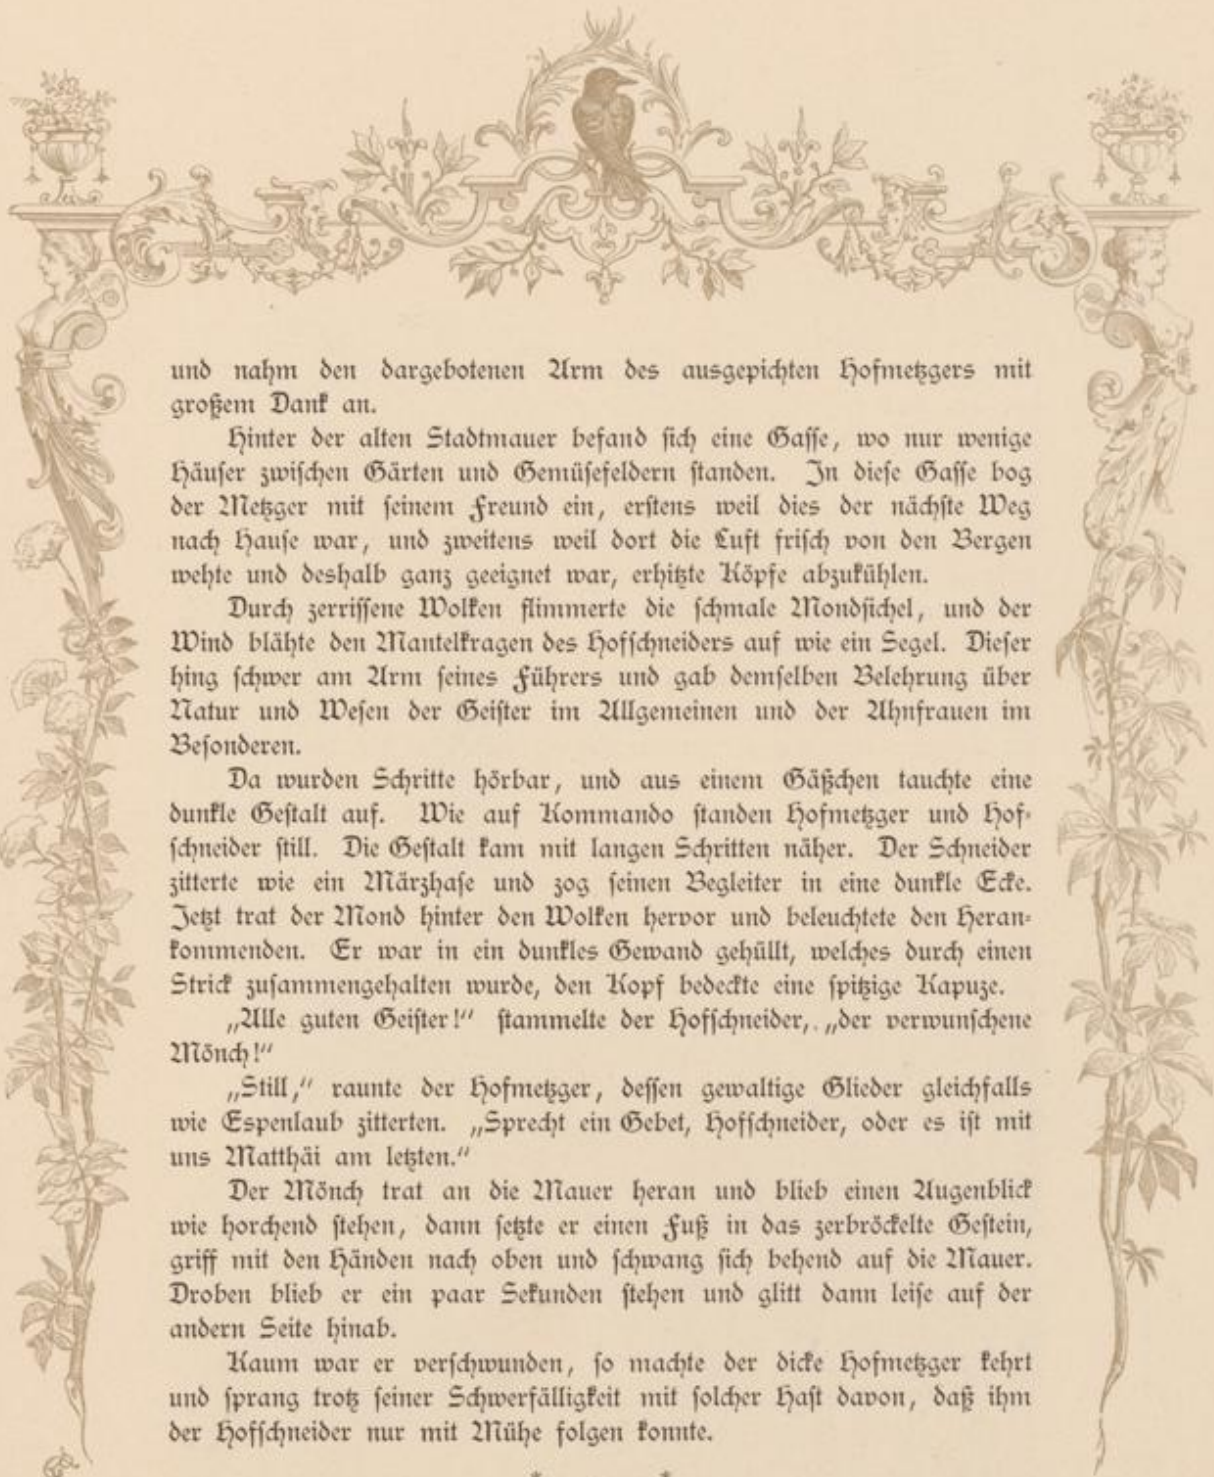 und nahm den dargebotenen Arm des ausgepichten Hofmetzgers mit
großem Dank an.
Hinter der alten Stadtmauer befand sich eine Gasse, wo nur wenige
Häuser zwischen Gärten und Gemüsefeldern standen. In diese Gasse bog
der Metzger mit seinem Freund ein, erstens weil dies der nächste Weg
nach Hause war, und zweitens weil dort die Luft frisch von den Bergen
wehte und deshalb ganz geeignet war, erhitzte Köpfe abzukühlen.
Durch zerrissene Wolken flimmerte die schmale Mondsichel, und der
Wind blähte den Mantelkragen des Hofschneiders auf wie ein Segel. Dieser
hing schwer am Arm seines Führers und gab demselben Belehrung über
Natur und Wesen der Geister im Allgemeinen und der Ahnfrauen im
Besonderen.
Da wurden Schritte hörbar, und aus einem Gäßchen tauchte eine
dunkle Gestalt auf. Wie auf Kommando standen Hofmetzger und Hof-
schneider still. Die Gestalt kam mit langen Schritten näher. Der Schneider
zitterte wie ein Märzhase und zog seinen Begleiter in eine dunkle Ecke.
Jetzt trat der Mond hinter den Wolken hervor und beleuchtete den Heran-
kommenden. Er war in ein dunkles Gewand gehüllt, welches durch einen
Strick zusammengehalten wurde, den Kopf bedeckte eine spitzige Kapuze.
„Alle guten Geister!“ stammelte der Hofschneider, „der verwunschene
Mönch!“
„Still,“ raunte der Hofmetzger, dessen gewaltige Glieder gleichfalls
wie Espenlaub zitterten. „Sprecht ein Gebet, Hofschneider, oder es ist mit
uns Matthäi am letzten.“
Der Mönch trat an die Mauer heran und blieb einen Augenblick
wie horchend stehen, dann setzte er einen Fuß in das zerbröckelte Gestein,
griff mit den Händen nach oben und schwang sich behend auf die Mauer.
Droben blieb er ein paar Sekunden stehen und glitt dann leise auf der
andern Seite hinab.
Kaum war er verschwunden, so machte der dicke Hofmetzger kehrt
und sprang trotz seiner Schwerfälligkeit mit solcher Hast davon, daß ihm
der Hofschneider nur mit Mühe folgen konnte.